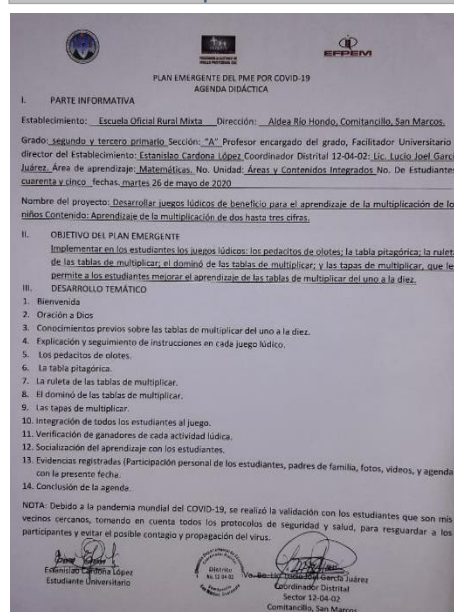 EFPEM
PLAN EMERGENTE DEL PME POR COVID-19
AGENDA DIDÁCTICA
I. PARTE INFORMATIVA
Establecimiento: Escuela Oficial Rural Mixta Dirección: Aldea Río Hondo, Comitancillo, San Marcos.
Grado: segundo y tercero primario Sección: "A" Profesor encargado del grado, Facilitador Universitario
director del Establecimiento: Estanislao Cardona López Coordinador Distrital 12-04-02: Lic. Lucio Joel García
Juárez. Área de aprendizaje: Matemáticas. No. Unidad: Áreas y Contenidos Integrados No. De Estudiantes
cuarenta y cinco fechas. martes 26 de mayo de 2020
Nombre del proyecto: Desarrollar juegos lúdicos de beneficio para el aprendizaje de la multiplicación de lo
niños Contenido: Aprendizaje de la multiplicación de dos hasta tres cifras.
II. OBJETIVO DEL PLAN EMERGENTE
Implementar en los estudiantes los juegos lúdicos: los pedacitos de olotes; la tabla pitagórica; la ruleta
de las tablas de multiplicar; el dominó de las tablas de multiplicar; y las tapas de multiplicar, que le
permite a los estudiantes mejorar el aprendizaje de las tablas de multiplicar del uno a la diez.
III. DESARROLLO TEMÁTICO
1. Bienvenida
2. Oración a Dios
3. Conocimientos previos sobre las tablas de multiplicar del uno a la diez.
4. Explicación y seguimiento de instrucciones en cada juego lúdico.
5. Los pedacitos de olotes.
6. La tabla pitagórica.
7. La ruleta de las tablas de multiplicar.
8. El dominó de las tablas de multiplicar.
9. Las tapas de multiplicar.
10. Integración de todos los estudiantes al juego.
11. Verificación de ganadores de cada actividad lúdica.
12. Socialización del aprendizaje con los estudiantes.
13. Evidencias registradas (Participación personal de los estudiantes, padres de familia, fotos, videos, y agenda
con la presente fecha.
14. Conclusión de la agenda.
NOTA: Debido a la pandemia mundial del COVID-19, se realizó la validación con los estudiantes que son mis
vecinos cercanos, tomando en cuenta todos los protocolos de seguridad y salud, para resguardar a los
participantes y evitar el posible contagio y propagación del virus.
Estanislao Cardona López
Estudiante Universitario
Distrito
No. 12-04-02
Vo. Bo. Lic. Lucio Joel García Juárez
Coordinador Distrital
Sector 12-04-02
Comitancillo, San Marcos